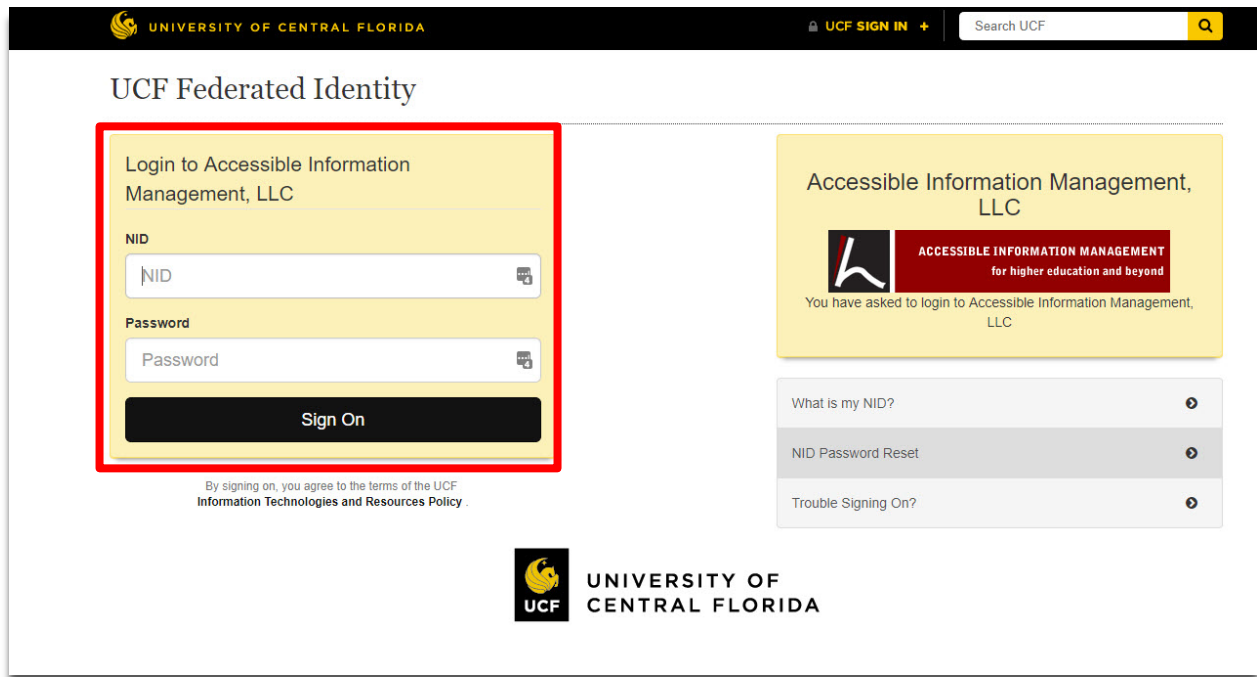 UNIVERSITY OF CENTRAL FLORIDA
UCF SIGN IN +
Search UCF
UCF Federated Identity
Login to Accessible Information
Management, LLC
NID
NID
Password
Password
Sign On
By signing on, you agree to the terms of the UCF
Information Technologies and Resources Policy .
Accessible Information Management,
LLC
ACCESSIBLE INFORMATION MANAGEMENT
for higher education and beyond
You have asked to login to Accessible Information Management,
LLC
What is my NID?
NID Password Reset
Trouble Signing On?
UCF
UNIVERSITY OF
CENTRAL FLORIDA